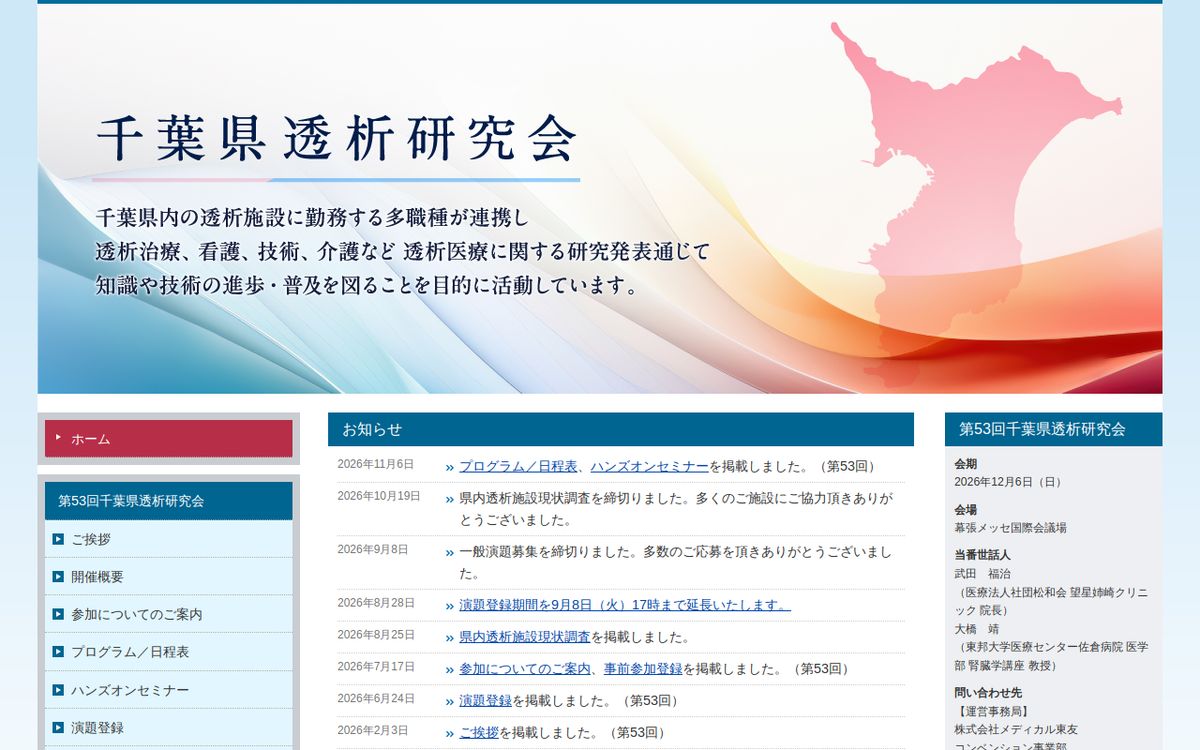 千葉県透析研究会
千葉県内の透析施設に勤務する多職種が連携し
透析治療、看護、技術、介護など 透析医療に関する研究発表通じて
知識や技術の進歩・普及を図ることを目的に活動しています。
ホーム
第53回千葉県透析研究会
ご挨拶
開催概要
参加についてのご案内
プログラム／日程表
ハンズオンセミナー
演題登録
お知らせ
2026年11月6日 プログラム／日程表、ハンズオンセミナーを掲載しました。（第53回）
2026年10月19日 県内透析施設現状調査を締切りました。多くのご施設にご協力頂きありが
とうございました。
2026年9月8日 一般演題募集を締切りました。多数のご応募を頂きありがとうございまし
た。
2026年8月28日 演題登録期間を9月8日（火）17時まで延長いたします。
2026年8月25日 県内透析施設現状調査を掲載しました。
2026年7月17日 参加についてのご案内、事前参加登録を掲載しました。（第53回）
2026年6月24日 演題登録を掲載しました。（第53回）
2026年2月3日 ご挨拶を掲載しました。（第53回）
第53回千葉県透析研究会
会期
2026年12月6日（日）
会場
幕張メッセ国際会議場
当番世話人
武田　福治
（医療法人社団松和会 望星姉崎クリニ
ック 院長）
大橋　靖
（東邦大学医療センター佐倉病院 医学
部 腎臓学講座 教授）
問い合わせ先
【運営事務局】
株式会社メディカル東友
コンベンション事業部